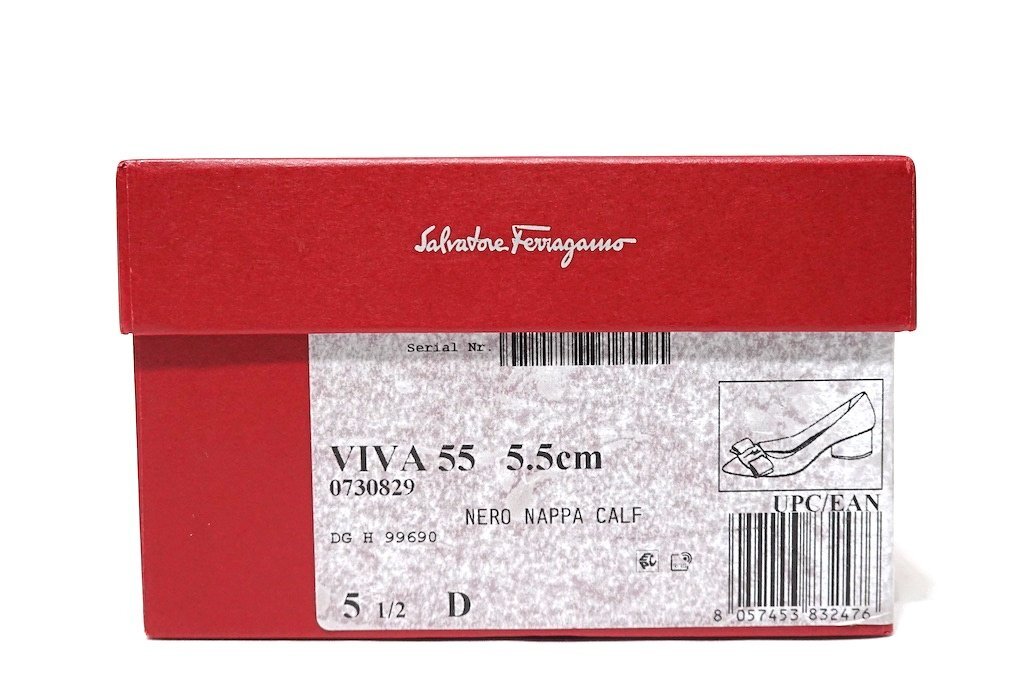 Salvatore Ferragamo
Serial Nr.
VIVA 55 5.5cm
0730829
UPC/EAN
NERO NAPPA CALF
DG H 99690
5 1/2 D
8 057453 832476